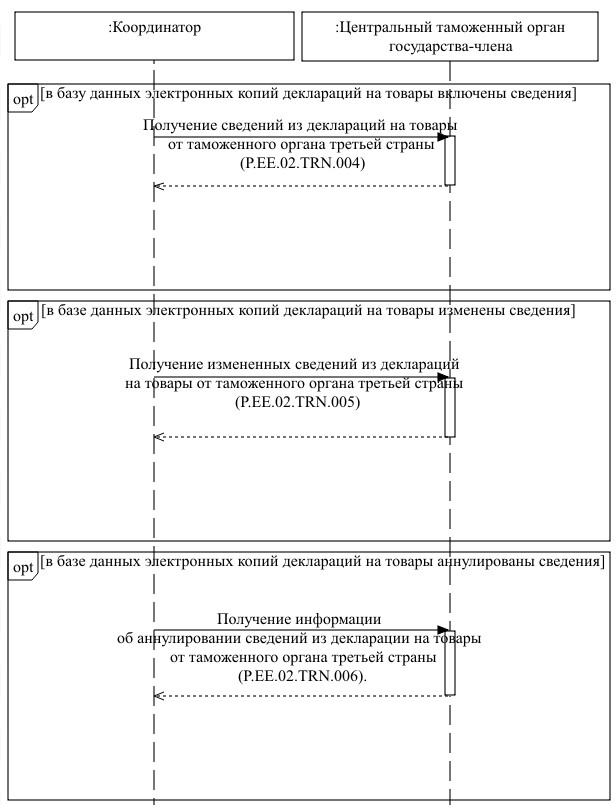 :Координатор
:Центральный таможенный орган
государства-члена
opt
[в базу данных электронных копий деклараций на товары включены сведения]
Получение сведений из деклараций на товары
от таможенного органа третьей страны
(P.EE.02.TRN.004)
opt
[в базе данных электронных копий деклараций на товары изменены сведения]
Получение измененных сведений из деклараций
на товары от таможенного органа третьей страны
(P.EE.02.TRN.005)
opt
[в базе данных электронных копий деклараций на товары аннулированы сведения]
Получение информации
об аннулировании сведений из декларации на товары
от таможенного органа третьей страны
(P.EE.02.TRN.006).